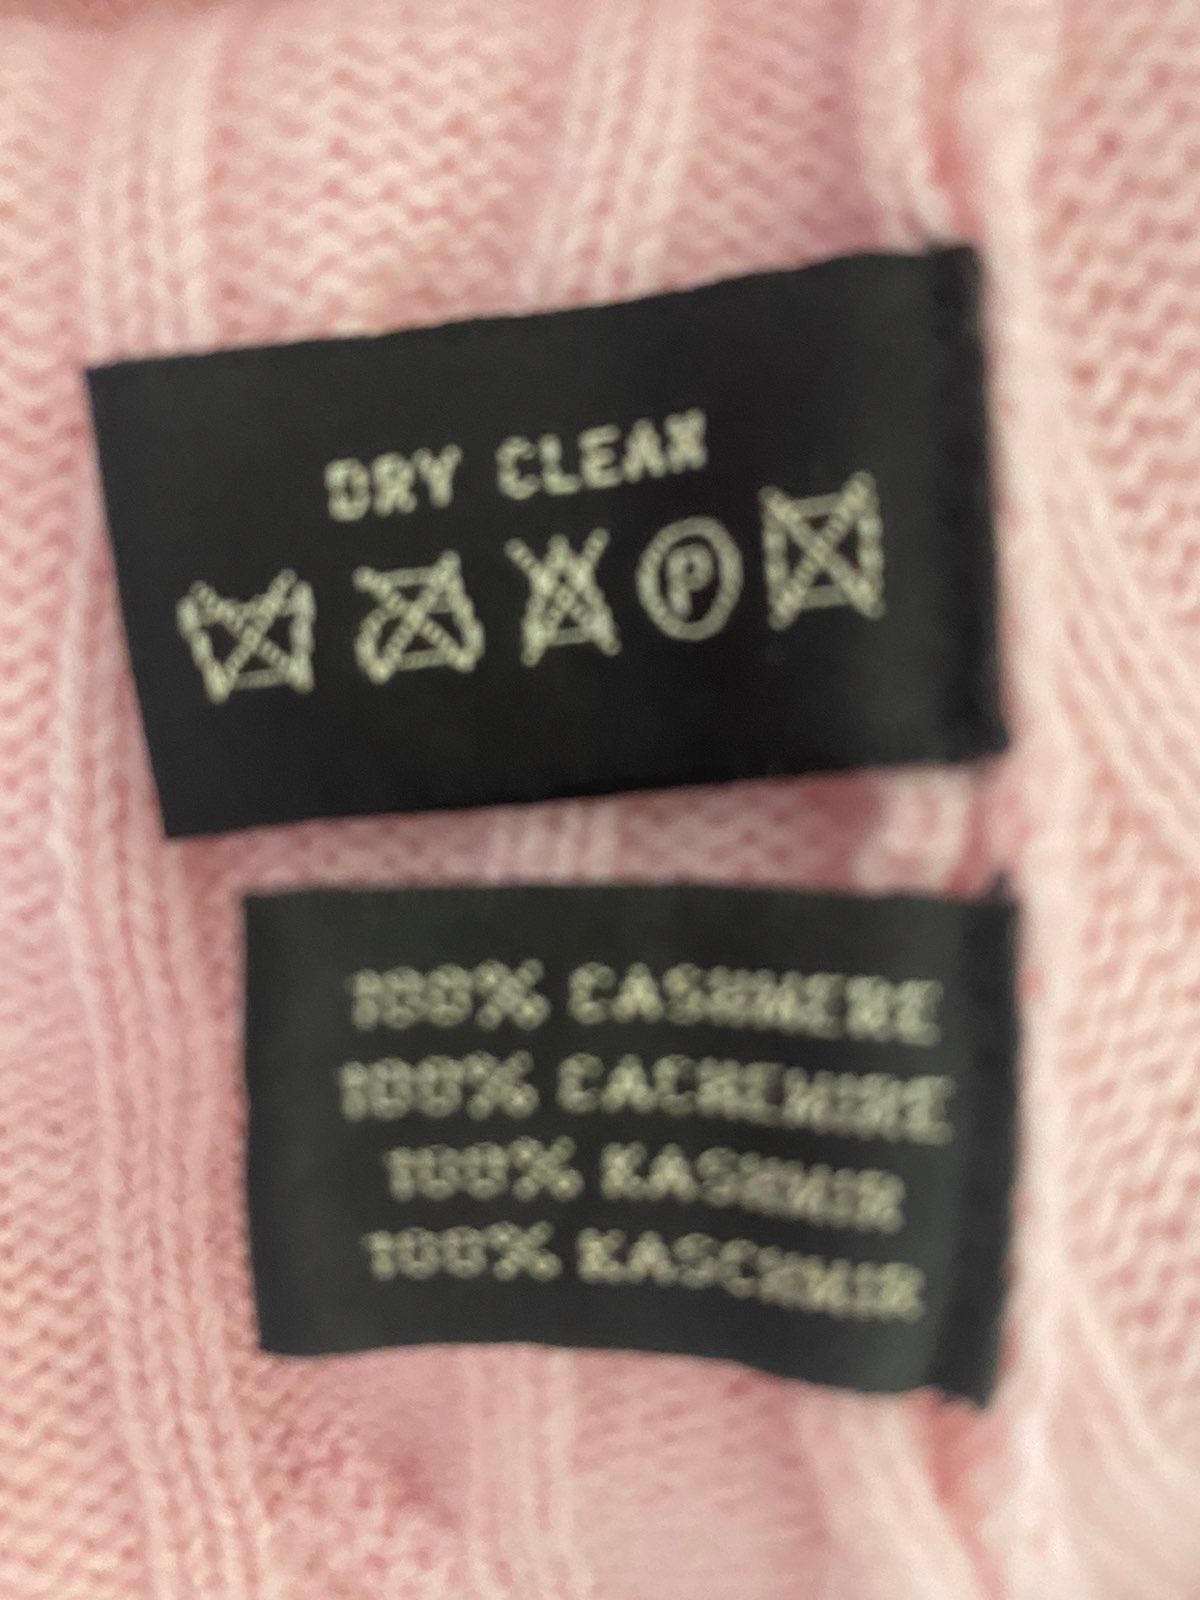 DRY CLEAN
P
100% CASHMERE
100% CACHEMIRE
100% KASHMIR
100% KASCHMIR